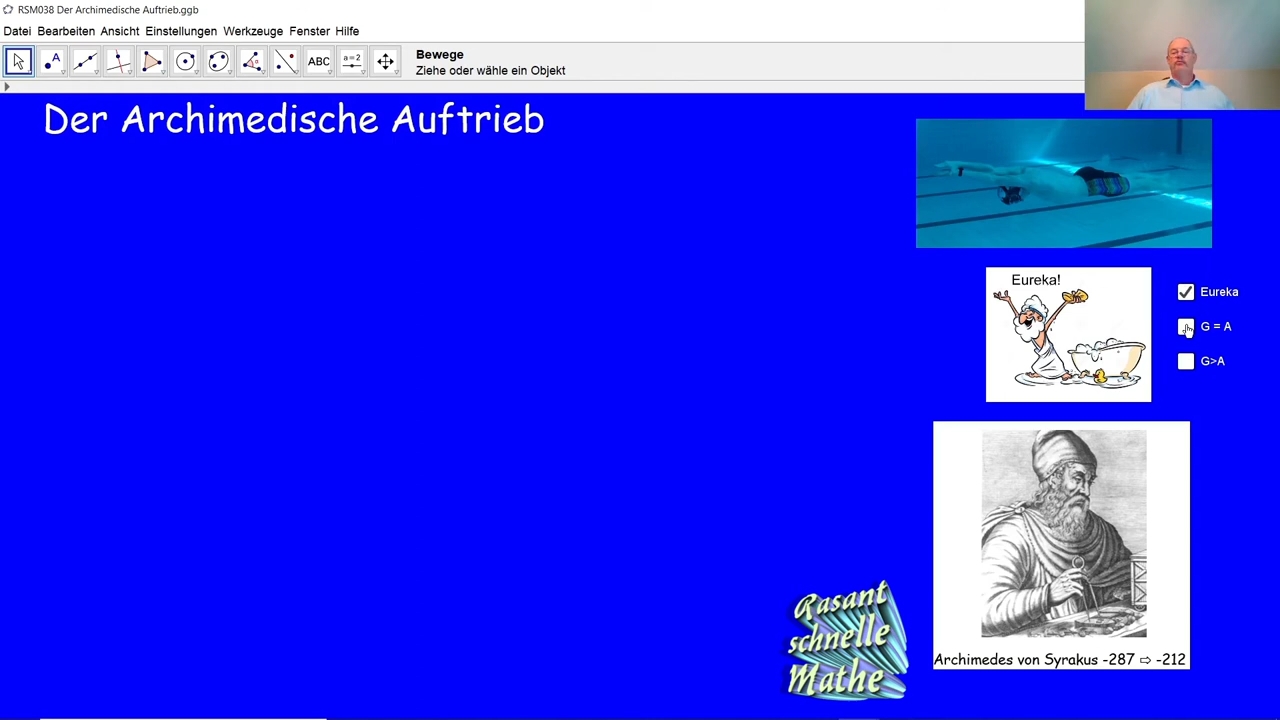 RSM038 Der Archimedische Auftrieb.ggb
Datei Bearbeiten Ansicht Einstellungen Werkzeuge Fenster Hilfe
A
ABC
a=2
Bewege
Ziehe oder wähle ein Objekt
Der Archimedische Auftrieb
Eureka!
Eureka
G = A
G>A
Rasant
schnelle
Mathe
Archimedes von Syrakus -287 ⇨ -212